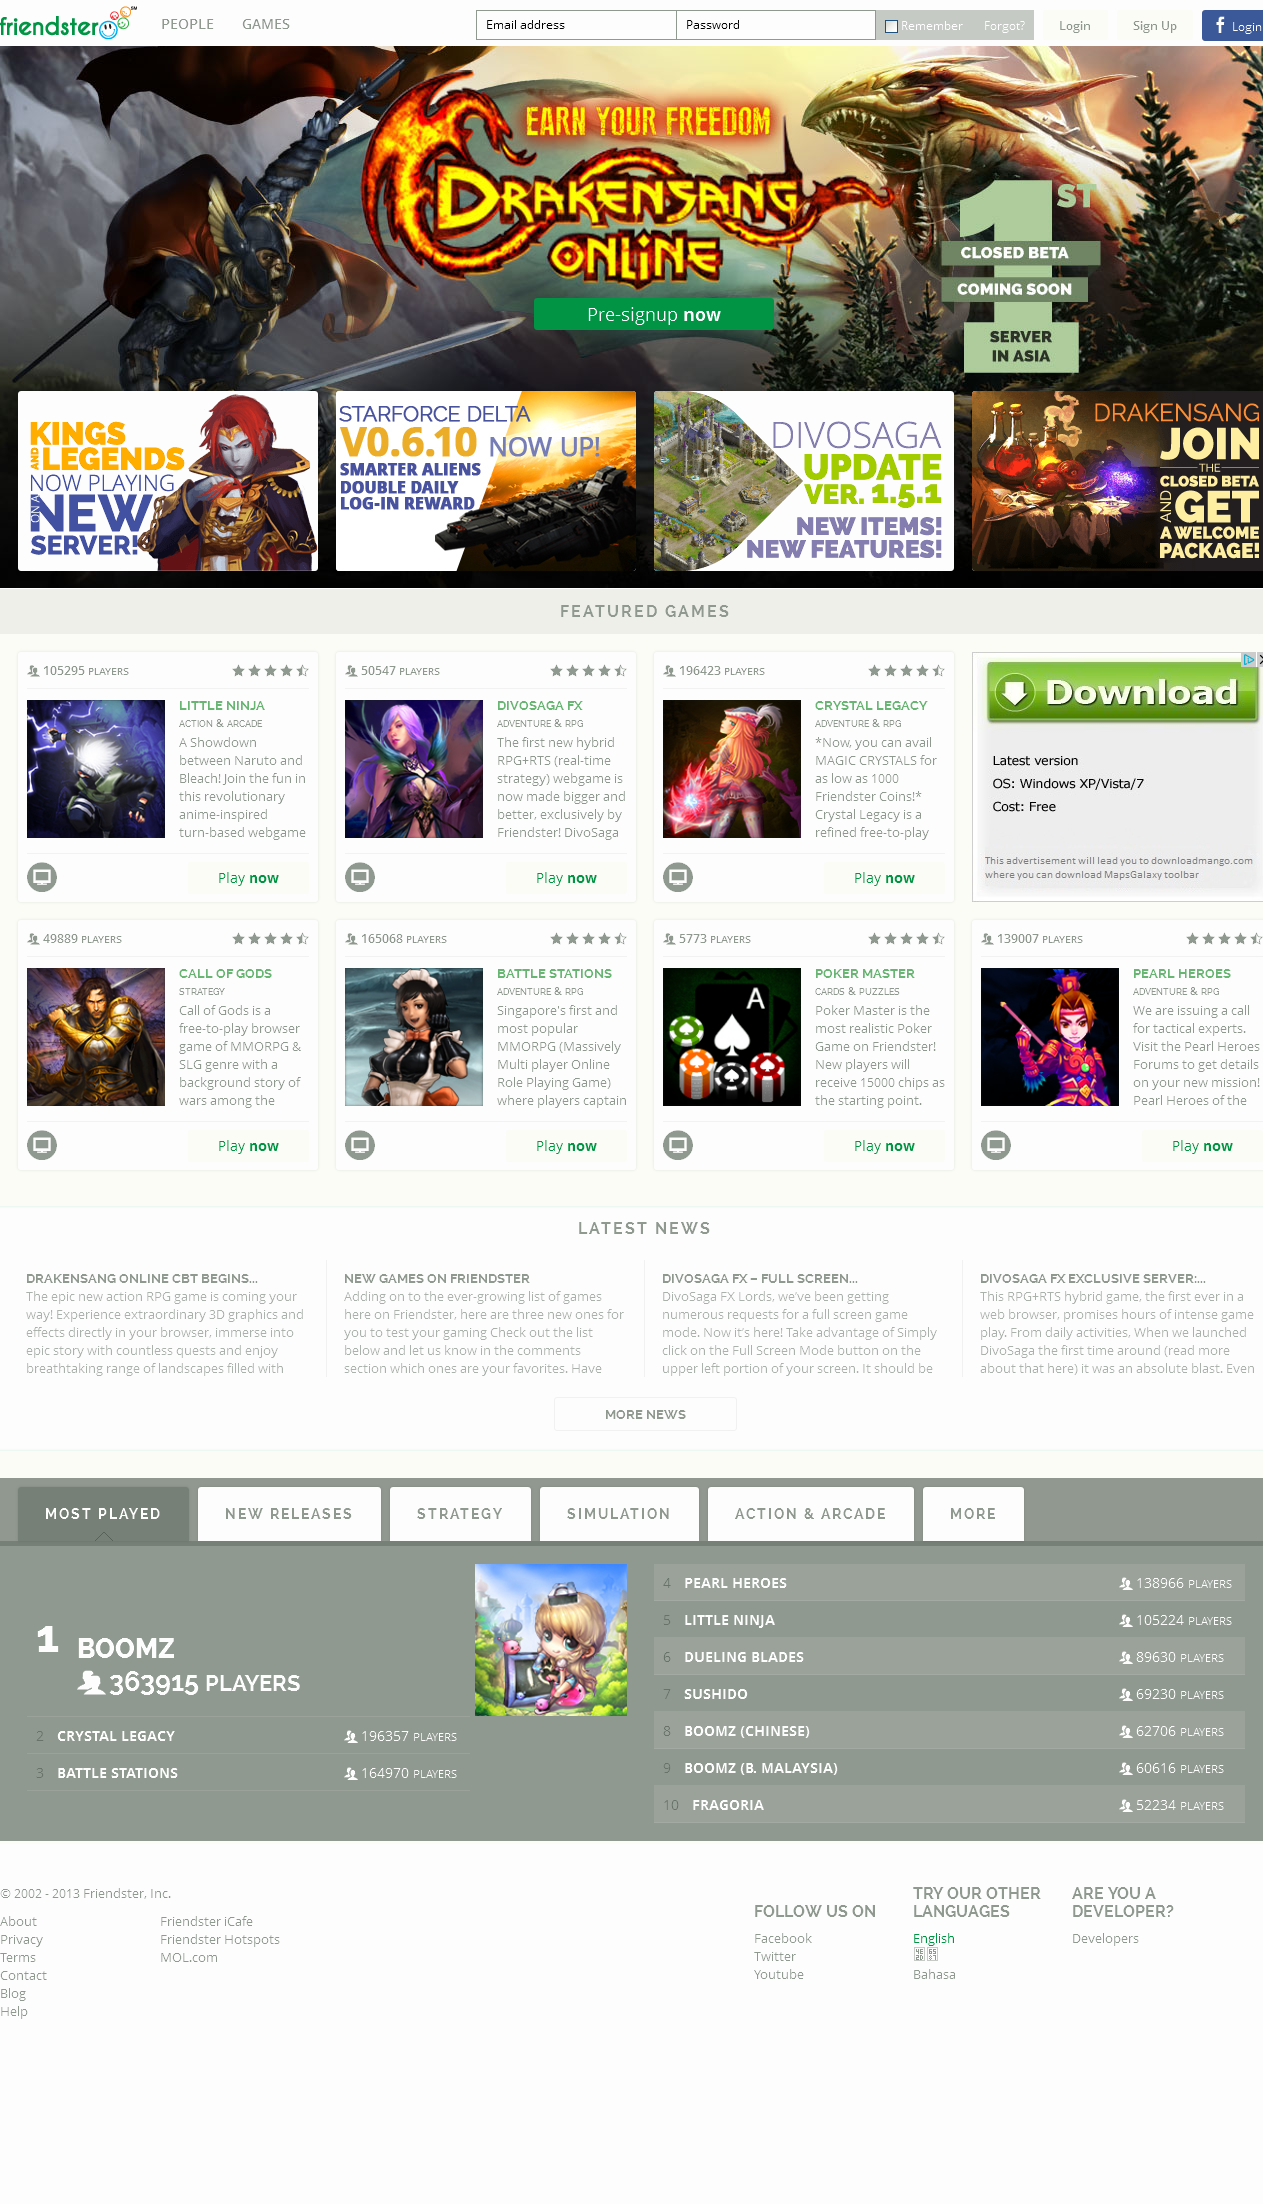 friendster SM
PEOPLE GAMES
Email address Password Remember Forgot? Login Sign Up Login
EARN YOUR FREEDOM
DRAKENSANG
ONLINE
Pre-signup now
1ST
CLOSED BETA
COMING SOON
SERVER
IN ASIA
KINGS
AND LEGENDS
NOW PLAYING
ON A NEW
SERVER!
STARFORCE DELTA
V0.6.10 NOW UP!
SMARTER ALIENS
DOUBLE DAILY
LOG-IN REWARD
DIVOSAGA
UPDATE
VER. 1.5.1
NEW ITEMS!
NEW FEATURES!
DRAKENSANG
JOIN
THE
CLOSED BETA
AND GET
A WELCOME
PACKAGE!
FEATURED GAMES
105295 PLAYERS
LITTLE NINJA
ACTION & ARCADE
A Showdown
between Naruto and
Bleach! Join the fun in
this revolutionary
anime-inspired
turn-based webgame
Play now
50547 PLAYERS
DIVOSAGA FX
ADVENTURE & RPG
The first new hybrid
RPG+RTS (real-time
strategy) webgame is
now made bigger and
better, exclusively by
Friendster! DivoSaga
Play now
196423 PLAYERS
CRYSTAL LEGACY
ADVENTURE & RPG
*Now, you can avail
MAGIC CRYSTALS for
as low as 1000
Friendster Coins!*
Crystal Legacy is a
refined free-to-play
Play now
Download
Latest version
OS: Windows XP/Vista/7
Cost: Free
This advertisement will lead you to downloadmango.com
where you can download MapsGalaxy toolbar
49889 PLAYERS
CALL OF GODS
STRATEGY
Call of Gods is a
free-to-play browser
game of MMORPG &
SLG genre with a
background story of
wars among the
Play now
165068 PLAYERS
BATTLE STATIONS
ADVENTURE & RPG
Singapore's first and
most popular
MMORPG (Massively
Multi player Online
Role Playing Game)
where players captain
Play now
5773 PLAYERS
POKER MASTER
CARDS & PUZZLES
A
Poker Master is the
most realistic Poker
Game on Friendster!
New players will
receive 15000 chips as
the starting point.
Play now
139007 PLAYERS
PEARL HEROES
ADVENTURE & RPG
We are issuing a call
for tactical experts.
Visit the Pearl Heroes
Forums to get details
on your new mission!
Pearl Heroes of the
Play now
LATEST NEWS
DRAKENSANG ONLINE CBT BEGINS...
The epic new action RPG game is coming your
way! Experience extraordinary 3D graphics and
effects directly in your browser, immerse into
epic story with countless quests and enjoy
breathtaking range of landscapes filled with
NEW GAMES ON FRIENDSTER
Adding on to the ever-growing list of games
here on Friendster, here are three new ones for
you to test your gaming Check out the list
below and let us know in the comments
section which ones are your favorites. Have
DIVOSAGA FX – FULL SCREEN...
DivoSaga FX Lords, we've been getting
numerous requests for a full screen game
mode. Now it's here! Take advantage of Simply
click on the Full Screen Mode button on the
upper left portion of your screen. It should be
DIVOSAGA FX EXCLUSIVE SERVER:...
This RPG+RTS hybrid game, the first ever in a
web browser, promises hours of intense game
play. From daily activities, When we launched
DivoSaga the first time around (read more
about that here) it was an absolute blast. Even
MORE NEWS
MOST PLAYED NEW RELEASES STRATEGY SIMULATION ACTION & ARCADE MORE
1 BOOMZ
363915 PLAYERS
2 CRYSTAL LEGACY 196357 PLAYERS
3 BATTLE STATIONS 164970 PLAYERS
4 PEARL HEROES 138966 PLAYERS
5 LITTLE NINJA 105224 PLAYERS
6 DUELING BLADES 89630 PLAYERS
7 SUSHIDO 69230 PLAYERS
8 BOOMZ (CHINESE) 62706 PLAYERS
9 BOOMZ (B. MALAYSIA) 60616 PLAYERS
10 FRAGORIA 52234 PLAYERS
© 2002 - 2013 Friendster, Inc.
About
Privacy
Terms
Contact
Blog
Help
Friendster iCafe
Friendster Hotspots
MOL.com
FOLLOW US ON
Facebook
Twitter
Youtube
TRY OUR OTHER
LANGUAGES
English
Bahasa
ARE YOU A
DEVELOPER?
Developers